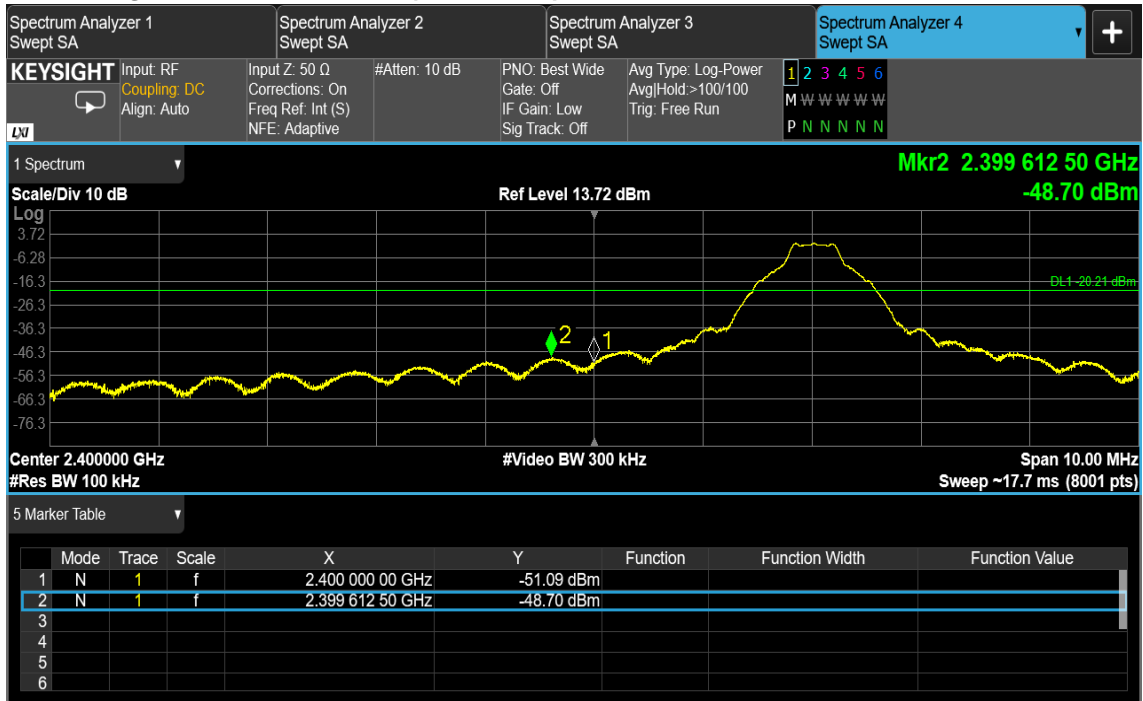 Spectrum Analyzer 1
Swept SA
Spectrum Analyzer 2
Swept SA
Spectrum Analyzer 3
Swept SA
Spectrum Analyzer 4
Swept SA
+
KEYSIGHT
LXI
Input: RF
Coupling: DC
Align: Auto
Input Z: 50 Ω
Corrections: On
Freq Ref: Int (S)
NFE: Adaptive
#Atten: 10 dB
PNO: Best Wide
Gate: Off
IF Gain: Low
Sig Track: Off
Avg Type: Log-Power
Avg|Hold:>100/100
Trig: Free Run
1 2 3 4 5 6
M W W W W W
P N N N N N
1 Spectrum
Mkr2 2.399 612 50 GHz
Scale/Div 10 dB
Ref Level 13.72 dBm
-48.70 dBm
Log
3.72
-6.28
-16.3
DL1 -20.21 dBm
-26.3
-36.3
2
1
-46.3
-56.3
-66.3
-76.3
Center 2.400000 GHz
#Video BW 300 kHz
Span 10.00 MHz
#Res BW 100 kHz
Sweep ~17.7 ms (8001 pts)
5 Marker Table
Mode Trace Scale X Y Function Function Width Function Value
1 N 1 f 2.400 000 00 GHz -51.09 dBm
2 N 1 f 2.399 612 50 GHz -48.70 dBm
3
4
5
6